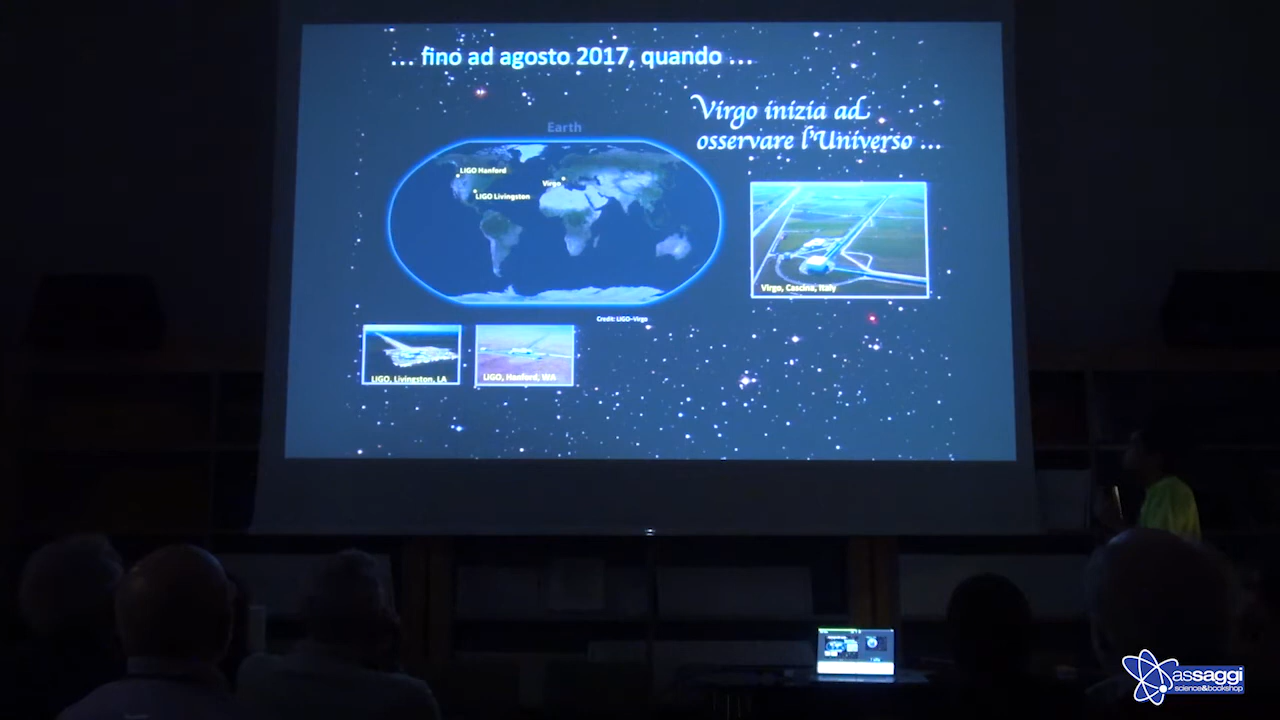 … fino ad agosto 2017, quando …
Virgo inizia ad
osservare l'Universo …
Earth
LIGO Hanford
Virgo
LIGO Livingston
Virgo, Cascina, Italy
Credit: LIGO-Virgo
LIGO, Livingston, LA
LIGO, Hanford, WA
assaggi
science&bookshop